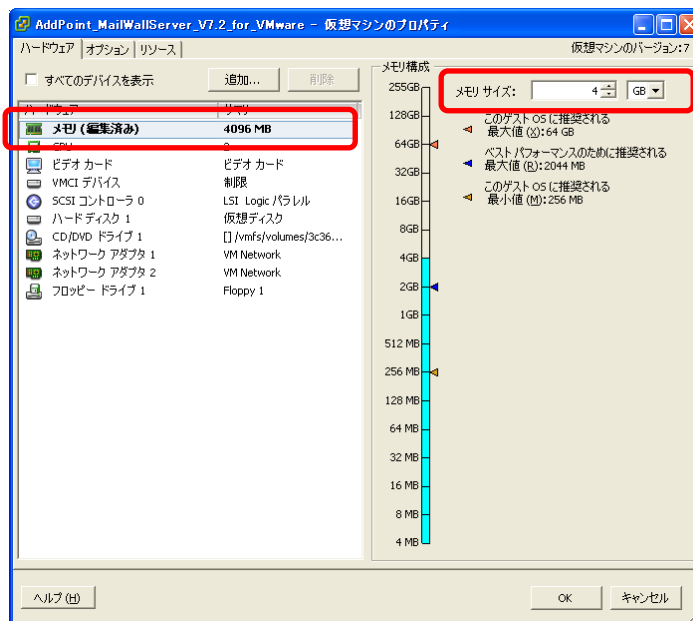 AddPoint_MailWallServer_V7.2_for_VMware - 仮想マシンのプロパティ
ハードウェア オプション リソース
仮想マシンのバージョン:7
すべてのデバイスを表示 追加... 削除
メモリ (編集済み) 4096 MB
ビデオ カード ビデオ カード
VMCI デバイス 制限
SCSI コントローラ 0 LSI Logic パラレル
ハード ディスク 1 仮想ディスク
CD/DVD ドライブ 1 [] /vmfs/volumes/3c36...
ネットワーク アダプタ 1 VM Network
ネットワーク アダプタ 2 VM Network
フロッピー ドライブ 1 Floppy 1
メモリ構成
255GB
128GB
64GB
32GB
16GB
8GB
4GB
2GB
1GB
512 MB
256 MB
128 MB
64 MB
32 MB
16 MB
8 MB
4 MB
メモリ サイズ: 4 GB
このゲスト OS に推奨される
最大値 (X):64 GB
ベスト パフォーマンスのために推奨される
最大値 (R):2044 MB
このゲスト OS に推奨される
最小値 (M):256 MB
ヘルプ (H) OK キャンセル